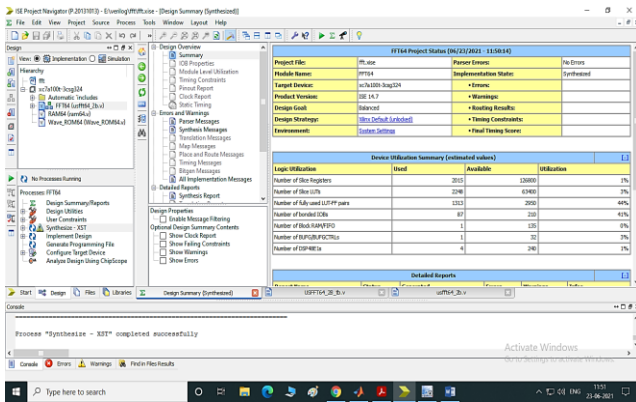 ISE Project Navigator (P.20131013) - E:\verilog\fft\fft.xise - [Design Summary (Synthesized)]
File Edit View Project Source Process Tools Window Layout Help
Design
View: Implementation Simulation
Hierarchy
fft
xc7a100t-3csg324
Automatic `includes
FFT64 (usfft64_2b.v)
RAM64 (ram64.v)
Wave_ROM64 (Wave_ROM64.v)
No Processes Running
Processes: FFT64
Design Summary/Reports
Design Utilities
User Constraints
Synthesize - XST
Implement Design
Generate Programming File
Configure Target Device
Analyze Design Using ChipScope
Start Design Files Libraries
Design Overview
Summary
IOB Properties
Module Level Utilization
Timing Constraints
Pinout Report
Clock Report
Static Timing
Errors and Warnings
Parser Messages
Synthesis Messages
Translation Messages
Map Messages
Place and Route Messages
Timing Messages
Bitgen Messages
All Implementation Messages
Detailed Reports
Synthesis Report
Design Properties
Enable Message Filtering
Optional Design Summary Contents
Show Clock Report
Show Failing Constraints
Show Warnings
Show Errors
FFT64 Project Status (06/23/2021 - 11:50:14)
Project File: fft.xise Parser Errors: No Errors
Module Name: FFT64 Implementation State: Synthesized
Target Device: xc7a100t-3csg324 • Errors:
Product Version: ISE 14.7 • Warnings:
Design Goal: Balanced • Routing Results:
Design Strategy: Xilinx Default (unlocked) • Timing Constraints:
Environment: System Settings • Final Timing Score:
Device Utilization Summary (estimated values) [-]
Logic Utilization Used Available Utilization
Number of Slice Registers 2015 126800 1%
Number of Slice LUTs 2248 63400 3%
Number of fully used LUT-FF pairs 1313 2950 44%
Number of bonded IOBs 87 210 41%
Number of Block RAM/FIFO 1 135 0%
Number of BUFG/BUFGCTRLs 1 32 3%
Number of DSP48E1s 4 240 1%
Detailed Reports [-]
Design Summary (Synthesized) USFFT64_2B_tb.v usfft64_2b.v
Console
Process "Synthesize - XST" completed successfully
Activate Windows
Go to Settings to activate Windows.
Console Errors Warnings Find in Files Results
Type here to search
ENG
11:51
23-06-2021